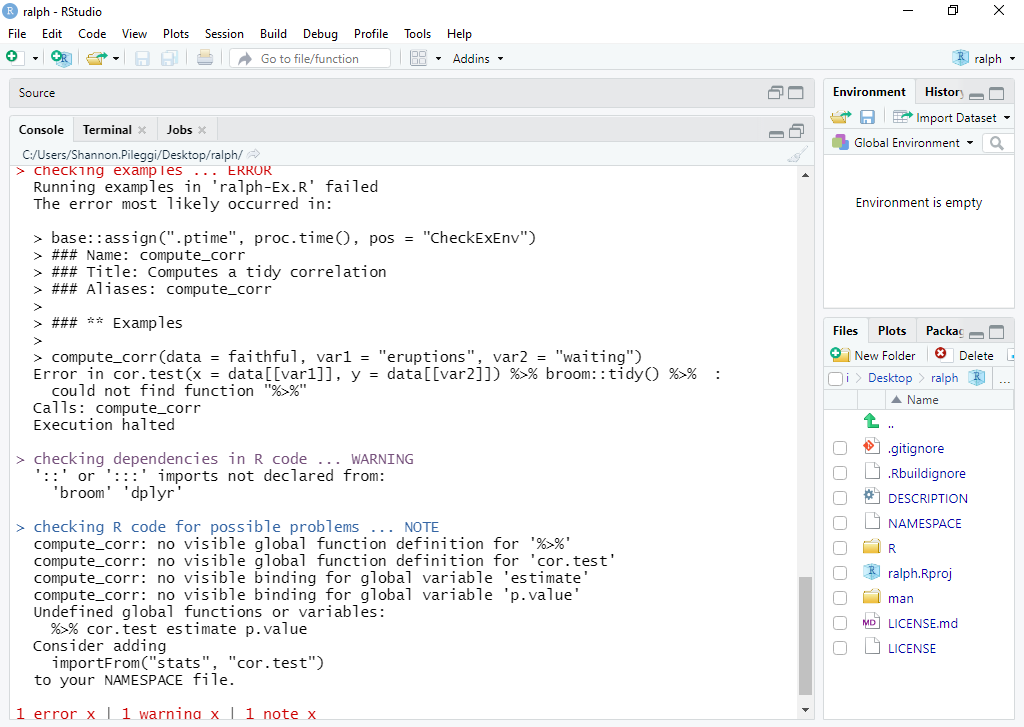 ralph - RStudio
File Edit Code View Plots Session Build Debug Profile Tools Help
Go to file/function Addins ralph
Source
Console Terminal Jobs
C:/Users/Shannon.Pileggi/Desktop/ralph/
> checking examples ... ERROR
Running examples in 'ralph-Ex.R' failed
The error most likely occurred in:
> base::assign(".ptime", proc.time(), pos = "CheckExEnv")
> ### Name: compute_corr
> ### Title: Computes a tidy correlation
> ### Aliases: compute_corr
>
> ### ** Examples
>
> compute_corr(data = faithful, var1 = "eruptions", var2 = "waiting")
Error in cor.test(x = data[[var1]], y = data[[var2]]) %>% broom::tidy() %>%  :
could not find function "%>%"
Calls: compute_corr
Execution halted
> checking dependencies in R code ... WARNING
'::' or ':::' imports not declared from:
'broom' 'dplyr'
> checking R code for possible problems ... NOTE
compute_corr: no visible global function definition for '%>%'
compute_corr: no visible global function definition for 'cor.test'
compute_corr: no visible binding for global variable 'estimate'
compute_corr: no visible binding for global variable 'p.value'
Undefined global functions or variables:
%>% cor.test estimate p.value
Consider adding
importFrom("stats", "cor.test")
to your NAMESPACE file.
1 error x | 1 warning x | 1 note x
Environment History
Import Dataset
Global Environment
Environment is empty
Files Plots Packag
New Folder Delete
i > Desktop > ralph ...
Name
..
.gitignore
.Rbuildignore
DESCRIPTION
NAMESPACE
R
ralph.Rproj
man
MD LICENSE.md
LICENSE